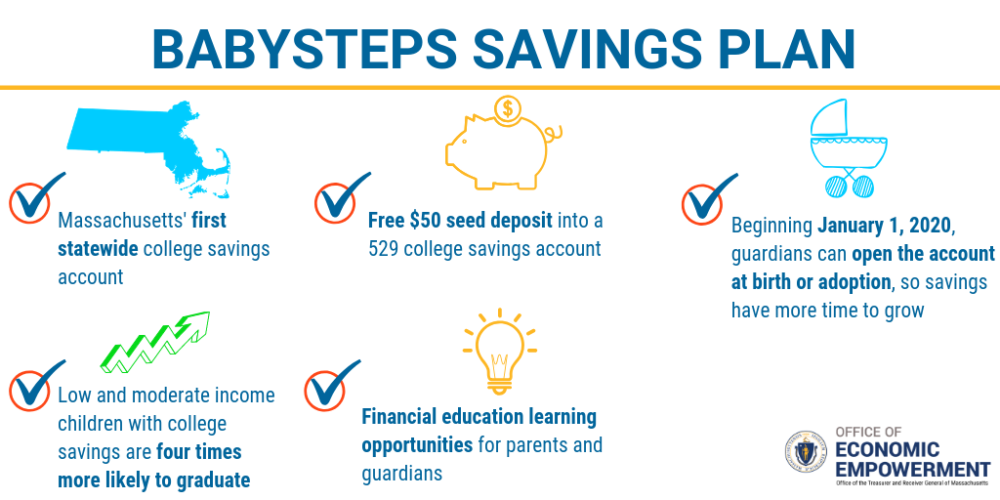 BABYSTEPS SAVINGS PLAN
$
Massachusetts' first
statewide college savings
account
Free $50 seed deposit into a
529 college savings account
Beginning January 1, 2020,
guardians can open the account
at birth or adoption, so savings
have more time to grow
Low and moderate income
children with college
savings are four times
more likely to graduate
Financial education learning
opportunities for parents and
guardians
OFFICE OF
ECONOMIC
EMPOWERMENT
Office of the Treasurer and Receiver General of Massachusetts